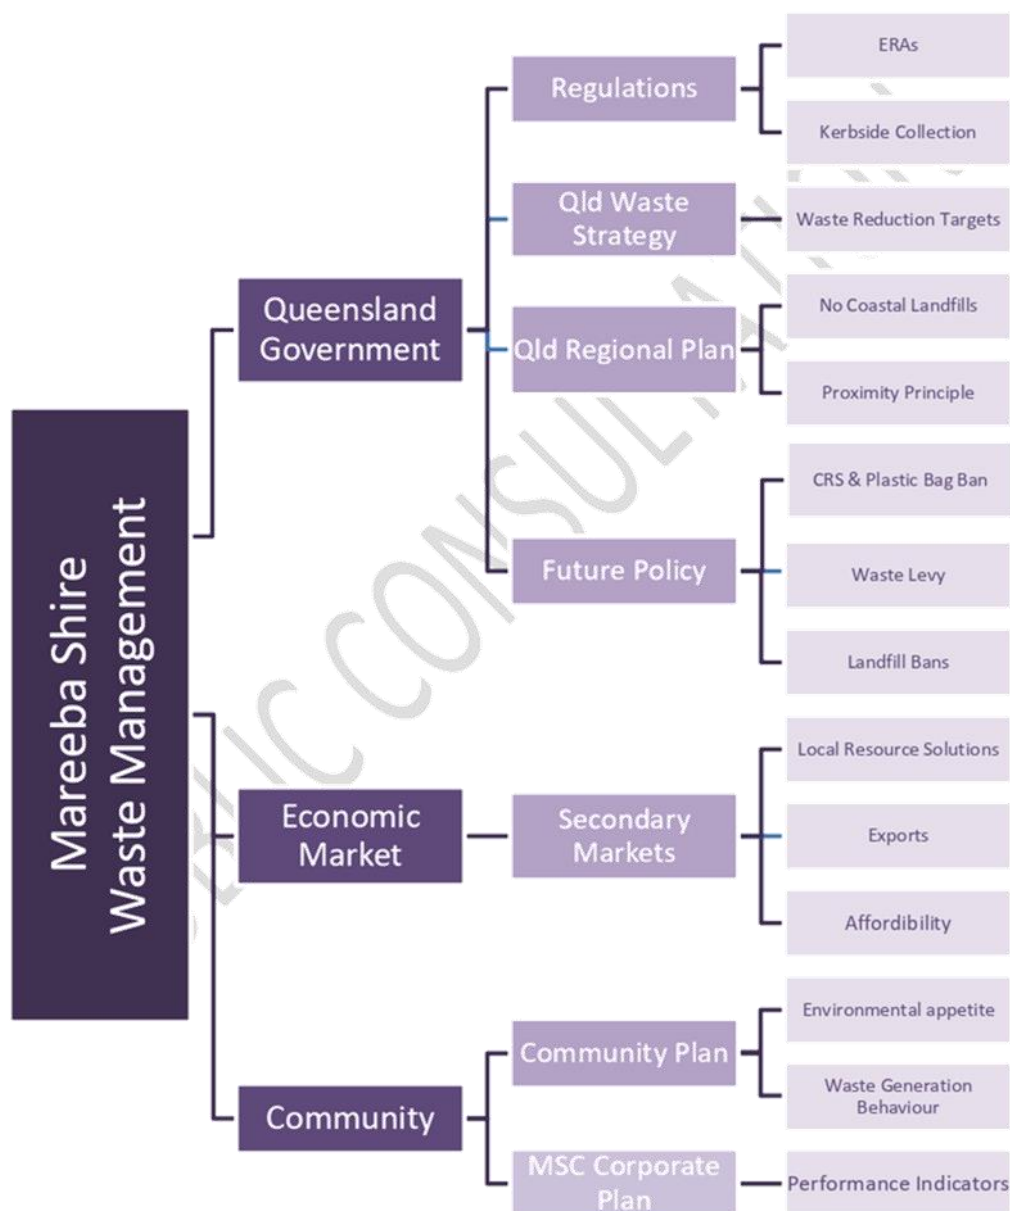 Mareeba Shire
Waste Management
Queensland
Government
Regulations
ERAs
Kerbside Collection
Qld Waste
Strategy
Waste Reduction Targets
Qld Regional Plan
No Coastal Landfills
Proximity Principle
Future Policy
CRS & Plastic Bag Ban
Waste Levy
Landfill Bans
Economic
Market
Secondary
Markets
Local Resource Solutions
Exports
Affordibility
Community
Community Plan
Environmental appetite
Waste Generation
Behaviour
MSC Corporate
Plan
Performance Indicators